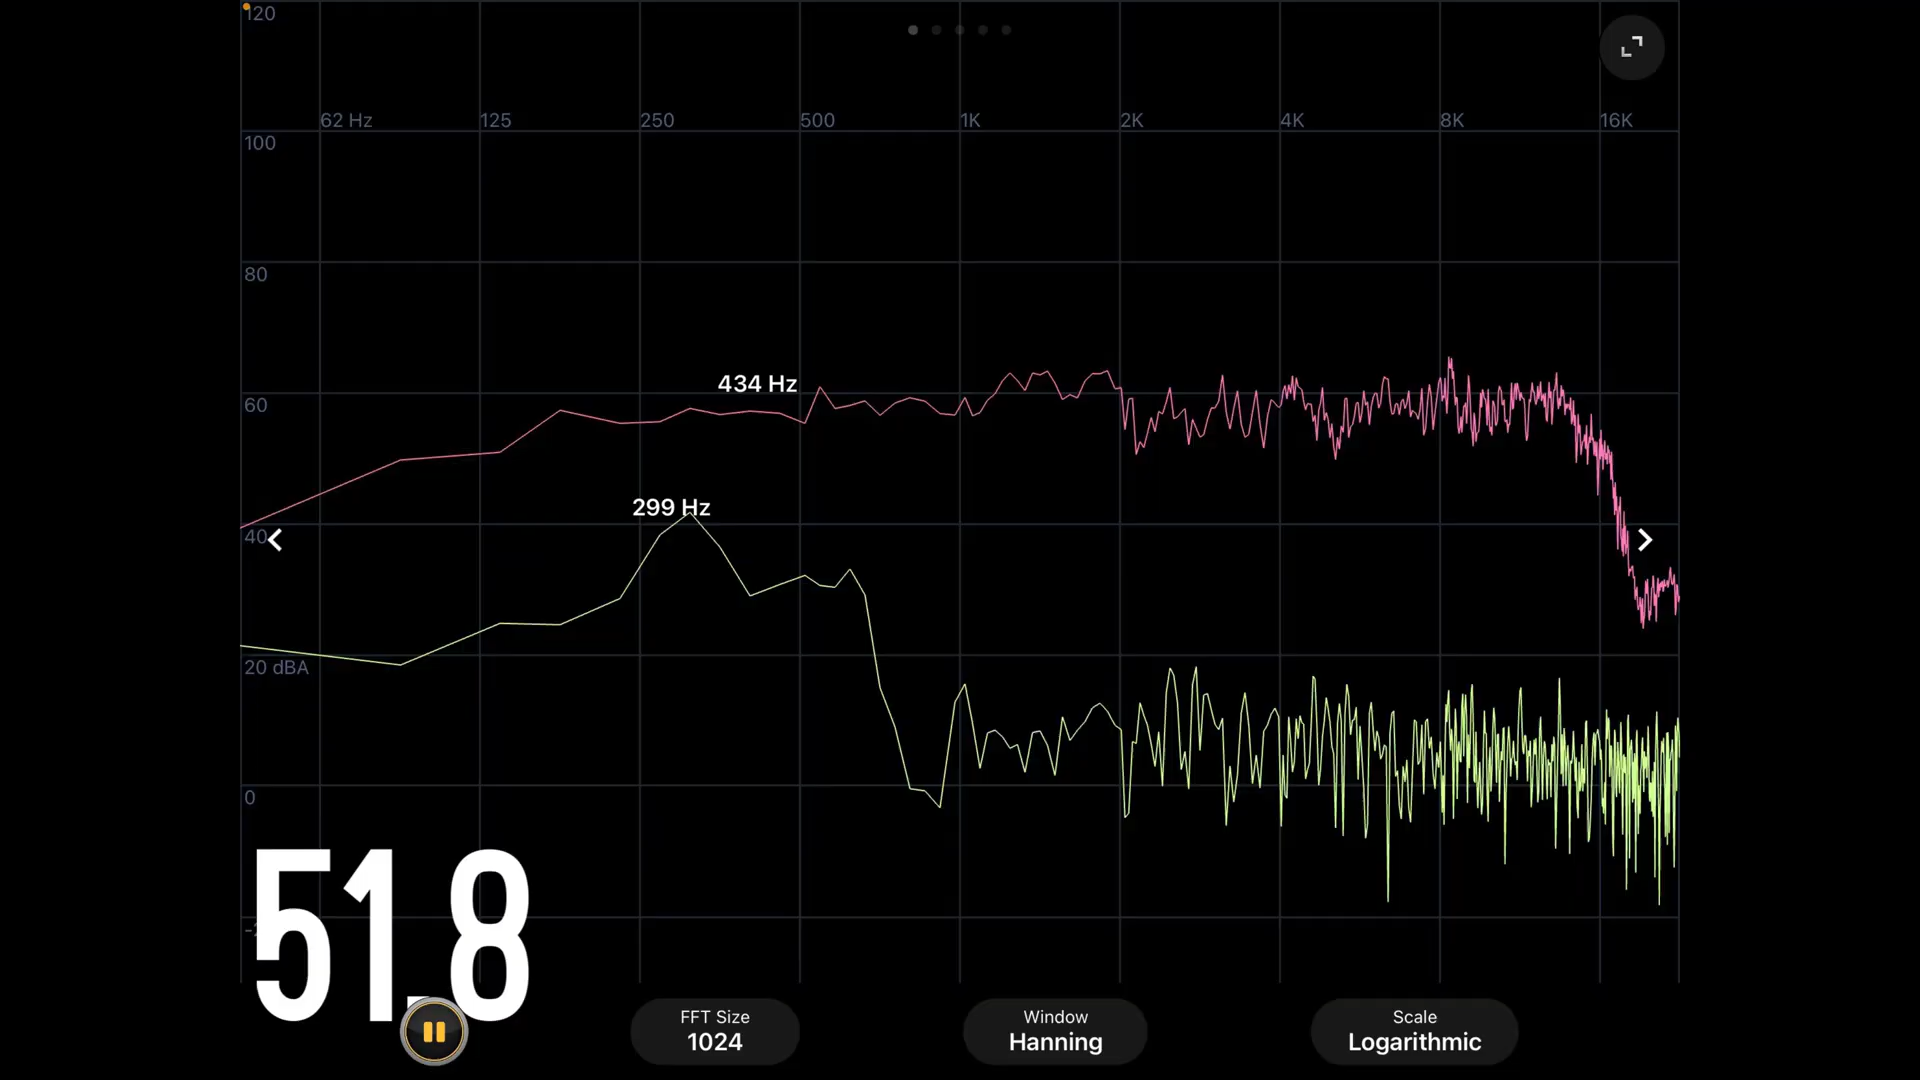 120
62 Hz 125 250 500 1K 2K 4K 8K 16K
100
80
434 Hz
60
299 Hz
40
20 dBA
0
51.8
FFT Size Window Scale
1024 Hanning Logarithmic